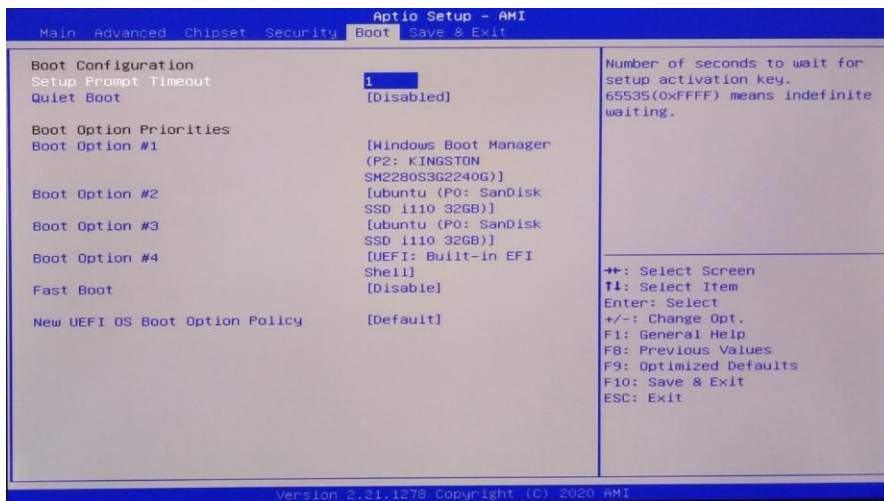 Aptio Setup - AMI
Main Advanced Chipset Security Boot Save & Exit
Boot Configuration
Setup Prompt Timeout 1
Quiet Boot [Disabled]
Boot Option Priorities
Boot Option #1 [Windows Boot Manager
(P2: KINGSTON
SM2280S3G2240G)]
Boot Option #2 [ubuntu (P0: SanDisk
SSD i110 32GB)]
Boot Option #3 [ubuntu (P0: SanDisk
SSD i110 32GB)]
Boot Option #4 [UEFI: Built-in EFI
Shell]
Fast Boot [Disable]
New UEFI OS Boot Option Policy [Default]
Number of seconds to wait for
setup activation key.
65535(0xFFFF) means indefinite
waiting.
→←: Select Screen
↑↓: Select Item
Enter: Select
+/-: Change Opt.
F1: General Help
F8: Previous Values
F9: Optimized Defaults
F10: Save & Exit
ESC: Exit
Version 2.21.1278 Copyright (C) 2020 AMI